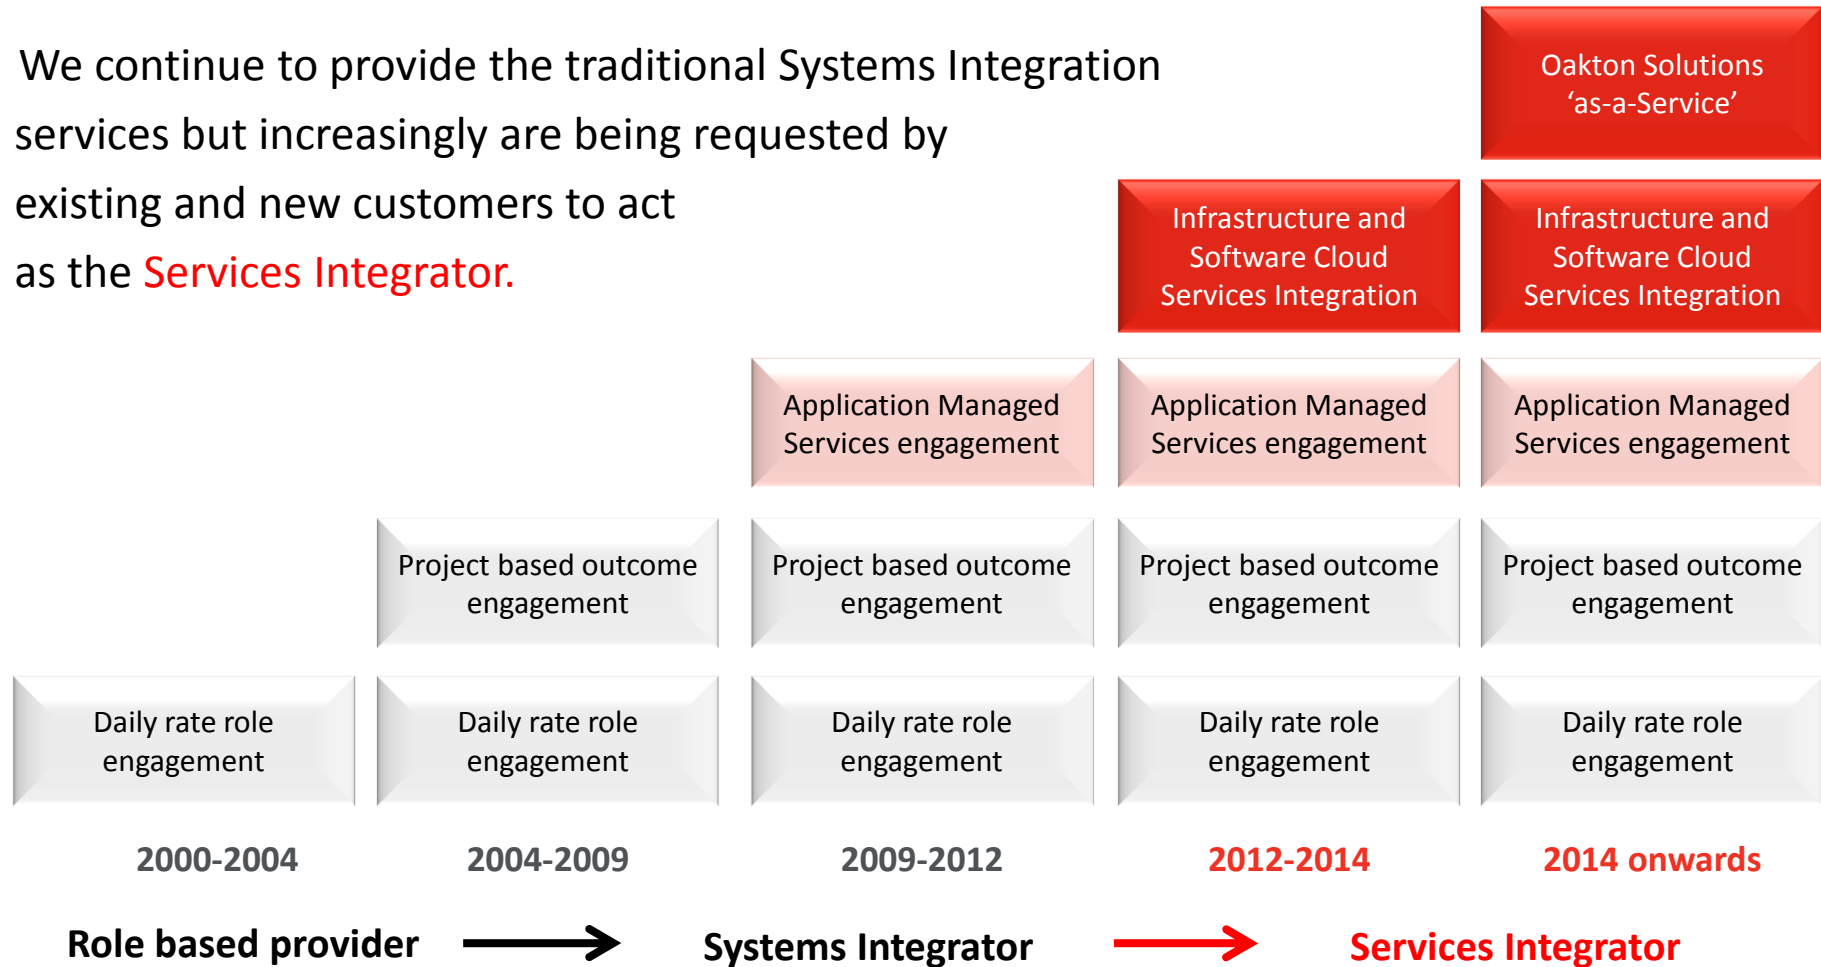 We continue to provide the traditional Systems Integration
services but increasingly are being requested by
existing and new customers to act
as the Services Integrator.
Oakton Solutions
‘as-a-Service’
Infrastructure and
Software Cloud
Services Integration
Infrastructure and
Software Cloud
Services Integration
Application Managed
Services engagement
Application Managed
Services engagement
Application Managed
Services engagement
Project based outcome
engagement
Project based outcome
engagement
Project based outcome
engagement
Project based outcome
engagement
Daily rate role
engagement
Daily rate role
engagement
Daily rate role
engagement
Daily rate role
engagement
Daily rate role
engagement
2000-2004
2004-2009
2009-2012
2012-2014
2014 onwards
Role based provider
Systems Integrator
Services Integrator